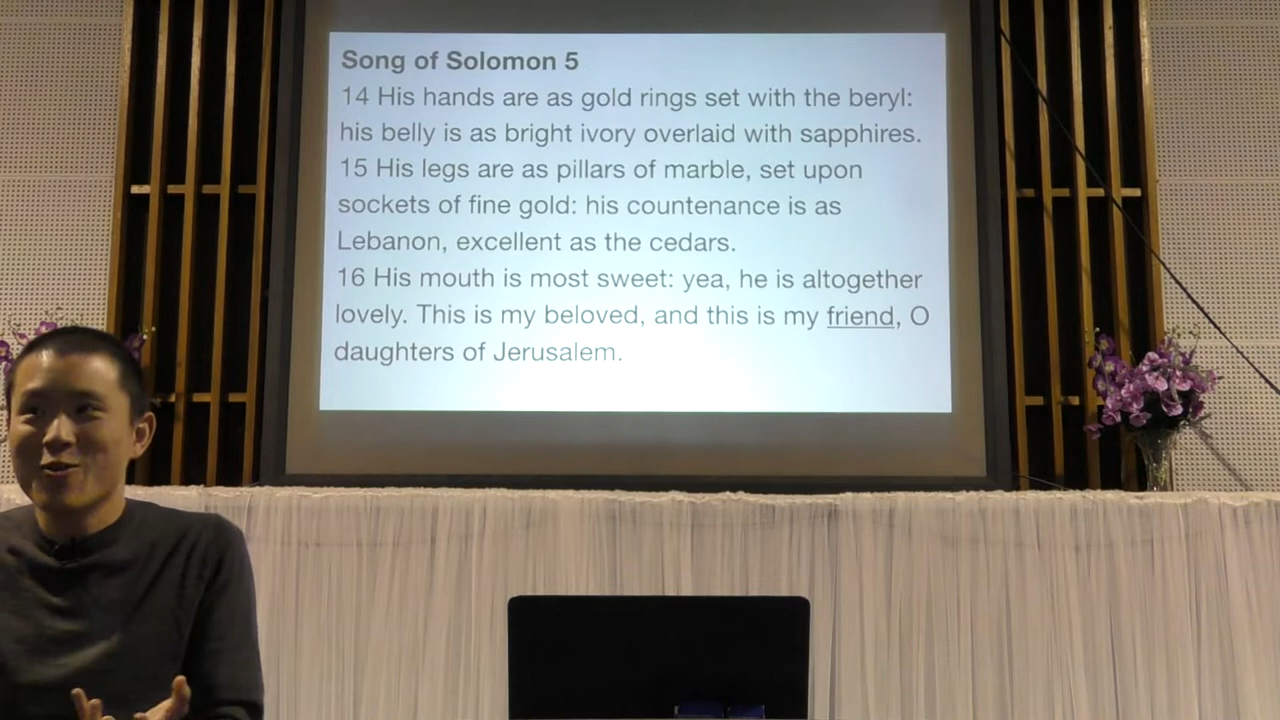 Song of Solomon 5
14 His hands are as gold rings set with the beryl:
his belly is as bright ivory overlaid with sapphires.
15 His legs are as pillars of marble, set upon
sockets of fine gold: his countenance is as
Lebanon, excellent as the cedars.
16 His mouth is most sweet: yea, he is altogether
lovely. This is my beloved, and this is my friend, O
daughters of Jerusalem.